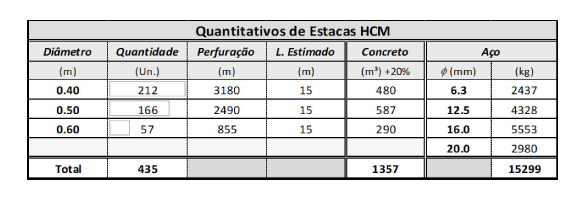 Quantitativos de Estacas HCM
Diâmetro Quantidade Perfuração L. Estimado Concreto Aço
(m) (Un.) (m) (m) (m³) +20% ϕ (mm) (kg)
0.40 212 3180 15 480 6.3 2437
0.50 166 2490 15 587 12.5 4328
0.60 57 855 15 290 16.0 5553
20.0 2980
Total 435 1357 15299